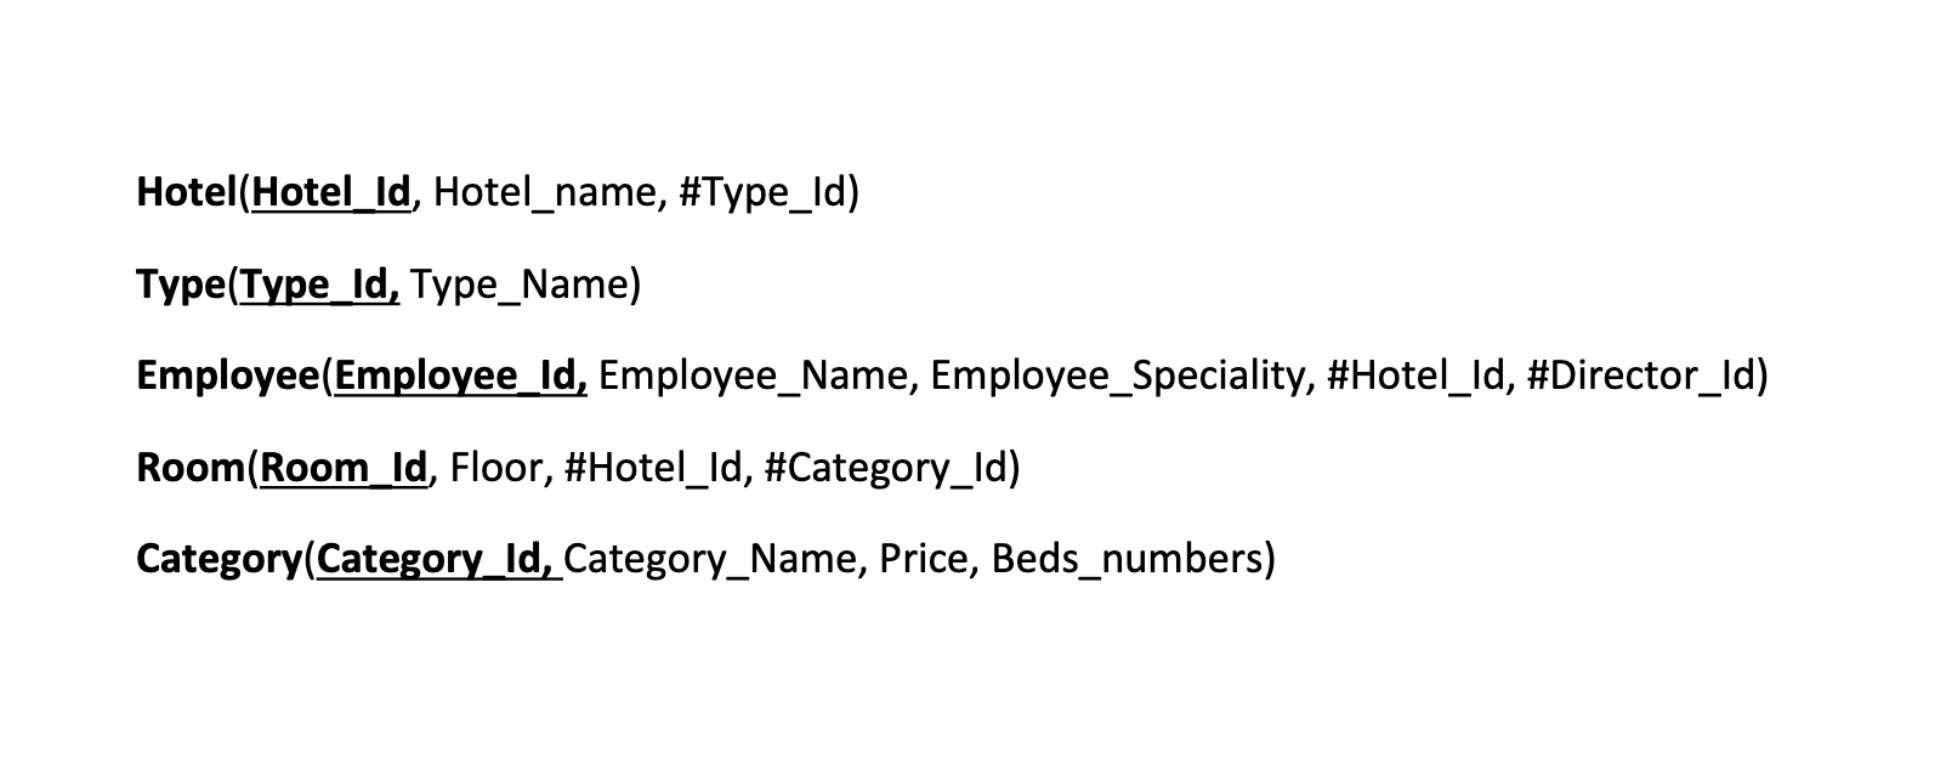 Hotel(Hotel_Id, Hotel_name, #Type_Id)
Type(Type_Id, Type_Name)
Employee(Employee_Id, Employee_Name, Employee_Speciality, #Hotel_Id, #Director_Id)
Room(Room_Id, Floor, #Hotel_Id, #Category_Id)
Category(Category_Id, Category_Name, Price, Beds_numbers)